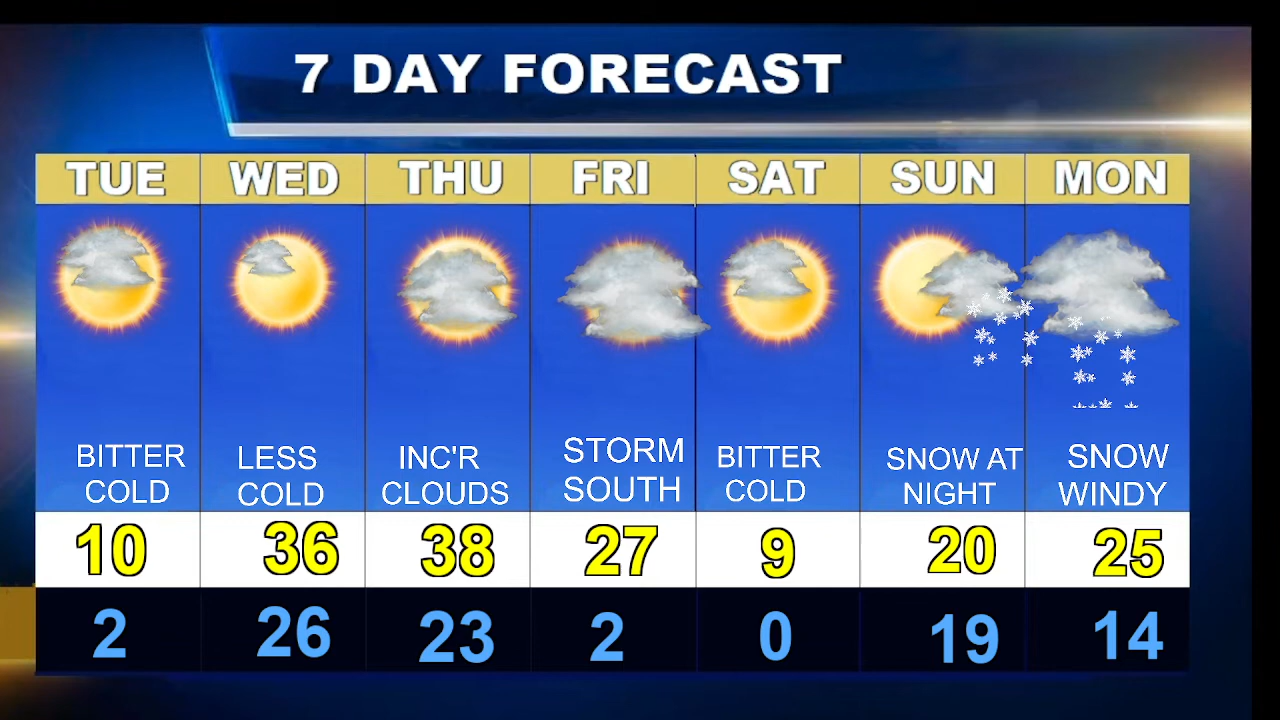 7 DAY FORECAST
TUE WED THU FRI SAT SUN MON
BITTER COLD
LESS COLD
INC'R CLOUDS
STORM SOUTH
BITTER COLD
SNOW AT NIGHT
SNOW WINDY
10 36 38 27 9 20 25
2 26 23 2 0 19 14